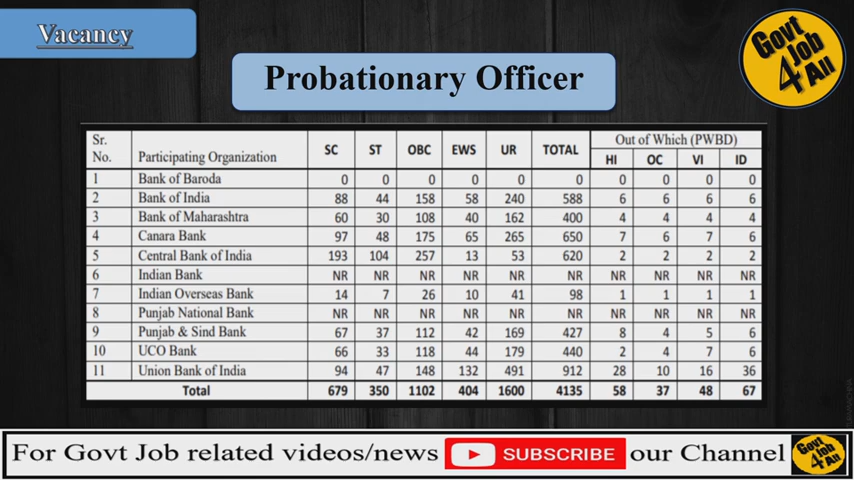 Vacancy
Govt
Job
4 All
Probationary Officer
Sr. No. Participating Organization SC ST OBC EWS UR TOTAL Out of Which (PWBD)
HI OC VI ID
1 Bank of Baroda 0 0 0 0 0 0 0 0 0 0
2 Bank of India 88 44 158 58 240 588 6 6 6 6
3 Bank of Maharashtra 60 30 108 40 162 400 4 4 4 4
4 Canara Bank 97 48 175 65 265 650 7 6 7 6
5 Central Bank of India 193 104 257 13 53 620 2 2 2 2
6 Indian Bank NR NR NR NR NR NR NR NR NR NR
7 Indian Overseas Bank 14 7 26 10 41 98 1 1 1 1
8 Punjab National Bank NR NR NR NR NR NR NR NR NR NR
9 Punjab & Sind Bank 67 37 112 42 169 427 8 4 5 6
10 UCO Bank 66 33 118 44 179 440 2 4 7 6
11 Union Bank of India 94 47 148 132 491 912 28 10 16 36
Total 679 350 1102 404 1600 4135 58 37 48 67
For Govt Job related videos/news SUBSCRIBE our Channel
Govt
Job
4 All